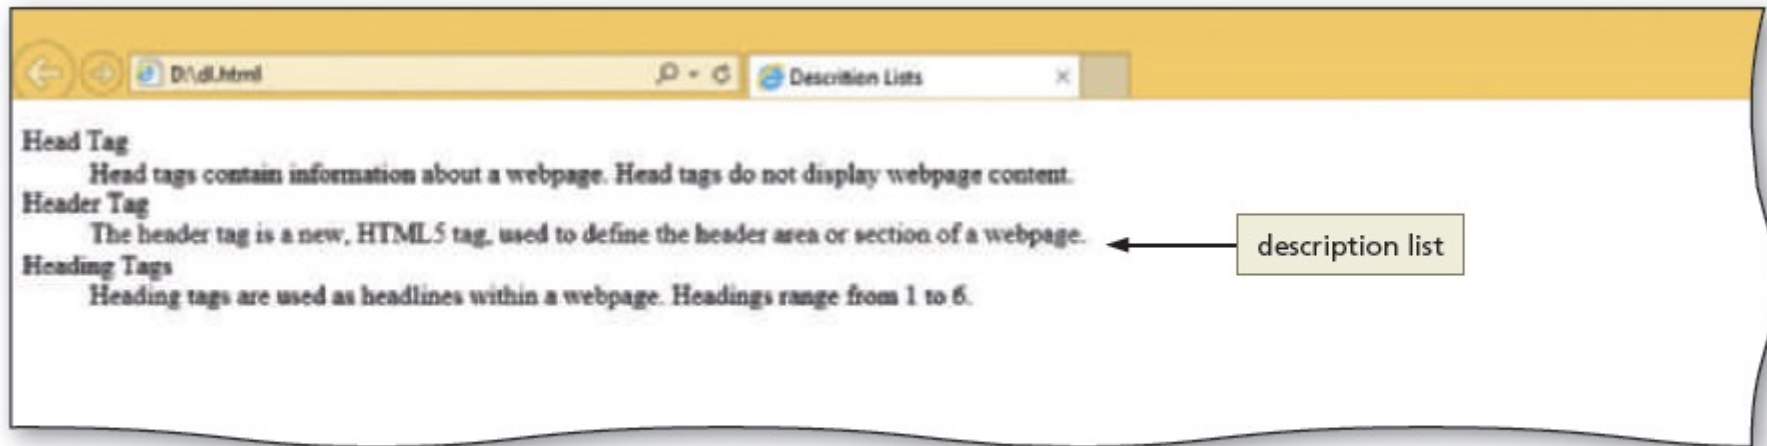 D:\dl.html
Descrition Lists
Head Tag
Head tags contain information about a webpage. Head tags do not display webpage content.
Header Tag
The header tag is a new, HTML5 tag, used to define the header area or section of a webpage.
description list
Heading Tags
Heading tags are used as headlines within a webpage. Headings range from 1 to 6.